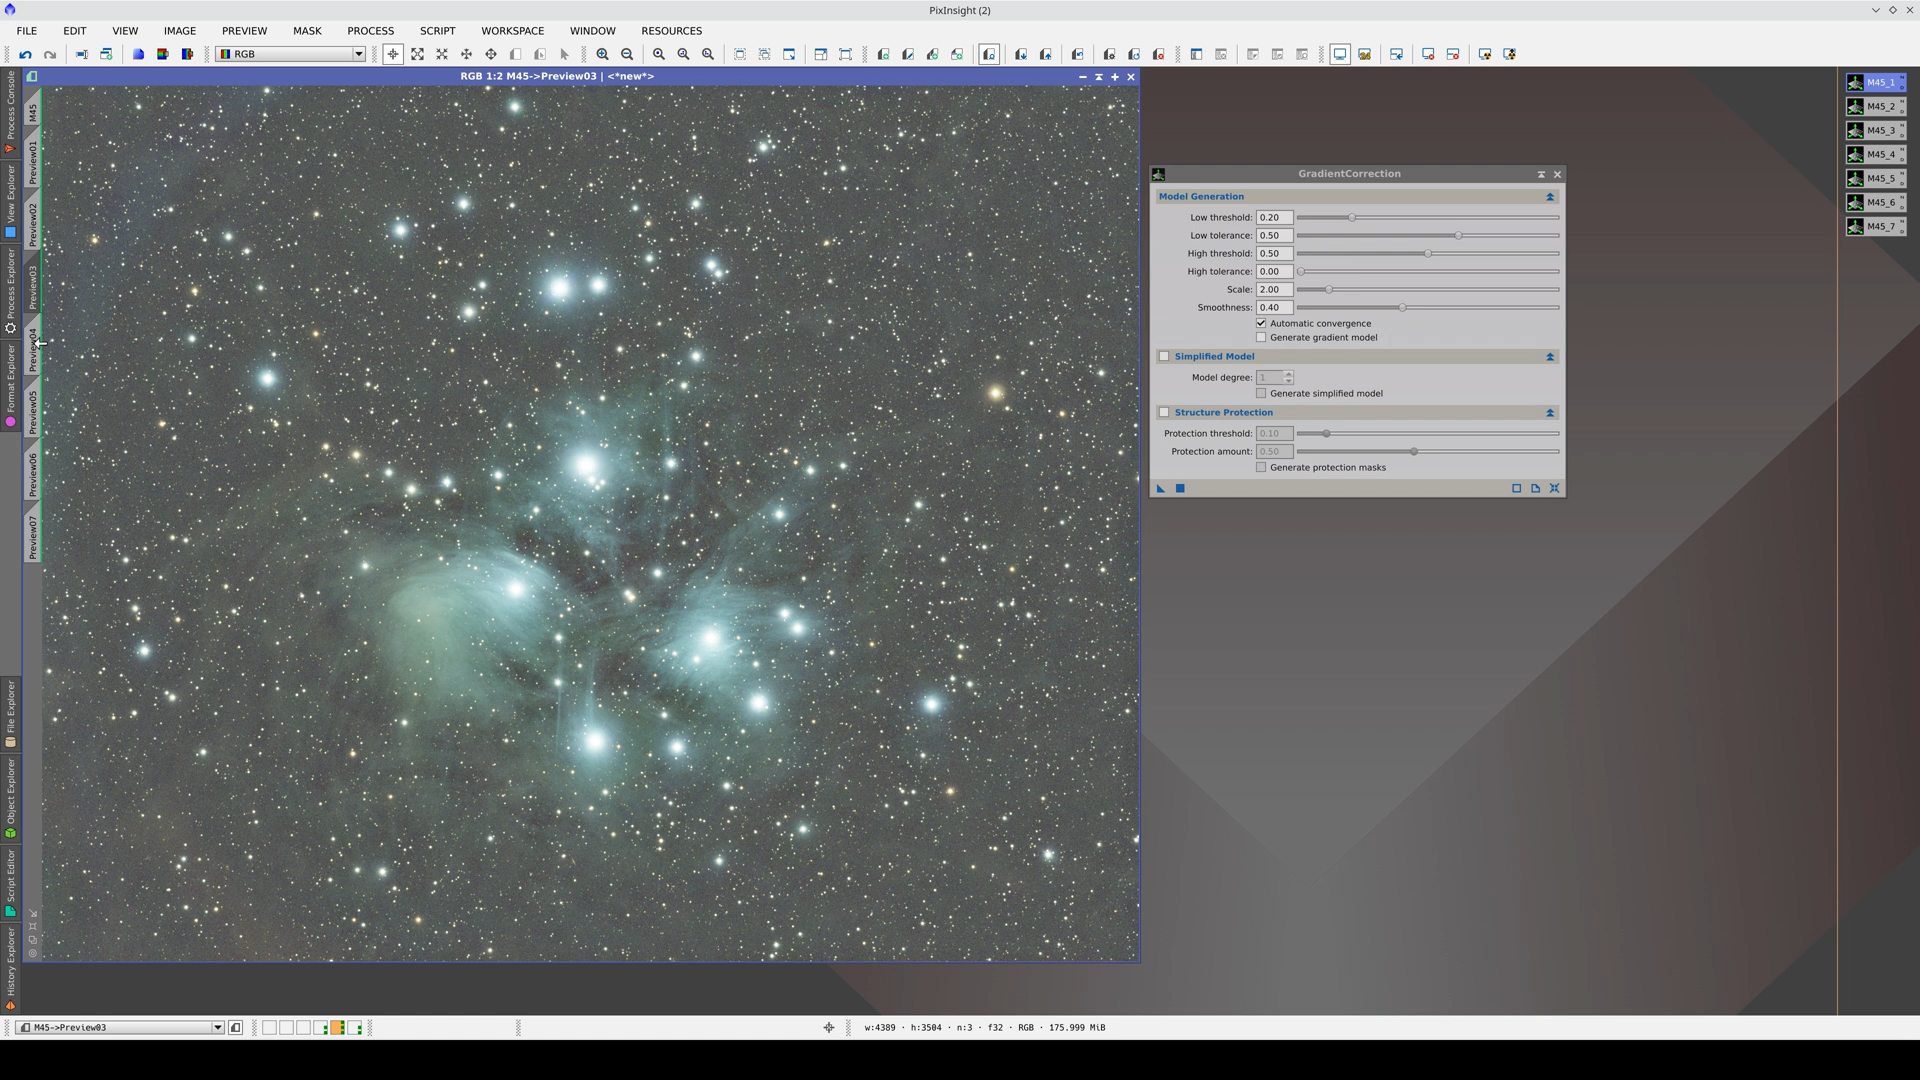 PixInsight (2)
FILE EDIT VIEW IMAGE PREVIEW MASK PROCESS SCRIPT WORKSPACE WINDOW RESOURCES
RGB
RGB 1:2 M45->Preview03 | <*new*>
Process Console
View Explorer
Process Explorer
Format Explorer
File Explorer
Object Explorer
Script Editor
History Explorer
M45
Preview01
Preview02
Preview03
Preview04
Preview05
Preview06
Preview07
GradientCorrection
Model Generation
Low threshold: 0.20
Low tolerance: 0.50
High threshold: 0.50
High tolerance: 0.00
Scale: 2.00
Smoothness: 0.40
Automatic convergence
Generate gradient model
Simplified Model
Model degree: 1
Generate simplified model
Structure Protection
Protection threshold: 0.10
Protection amount: 0.50
Generate protection masks
M45_1
M45_2
M45_3
M45_4
M45_5
M45_6
M45_7
M45->Preview03
w:4389 · h:3504 · n:3 · f32 · RGB · 175.999 MiB